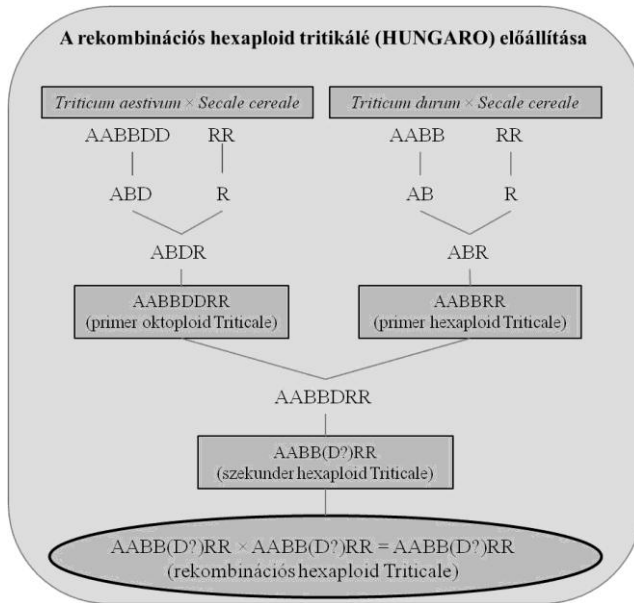 A rekombinációs hexaploid tritikálé (HUNGARO) előállítása
Triticum aestivum × Secale cereale
AABBDD RR
ABD R
ABDR
AABBDDRR
(primer oktoploid Triticale)
Triticum durum × Secale cereale
AABB RR
AB R
ABR
AABBRR
(primer hexaploid Triticale)
AABBDRR
AABB(D?)RR
(szekunder hexaploid Triticale)
AABB(D?)RR × AABB(D?)RR = AABB(D?)RR
(rekombinációs hexaploid Triticale)